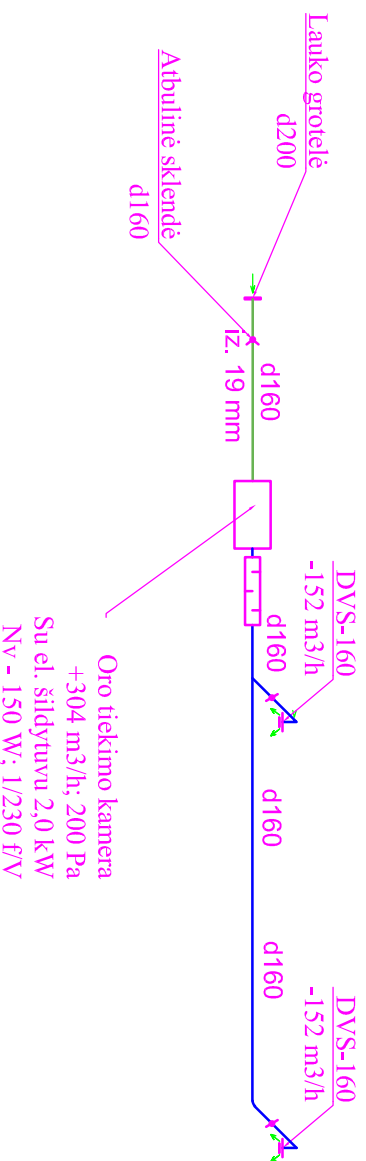 Lauko grotelė
d200
Atbulinė sklendė
d160
d160
iz. 19 mm
DVS-160
-152 m3/h
d160
d160
d160
DVS-160
-152 m3/h
Oro tiekimo kamera
+304 m3/h; 200 Pa
Su el. šildytuvu 2,0 kW
Nv - 150 W; 1/230 f/V